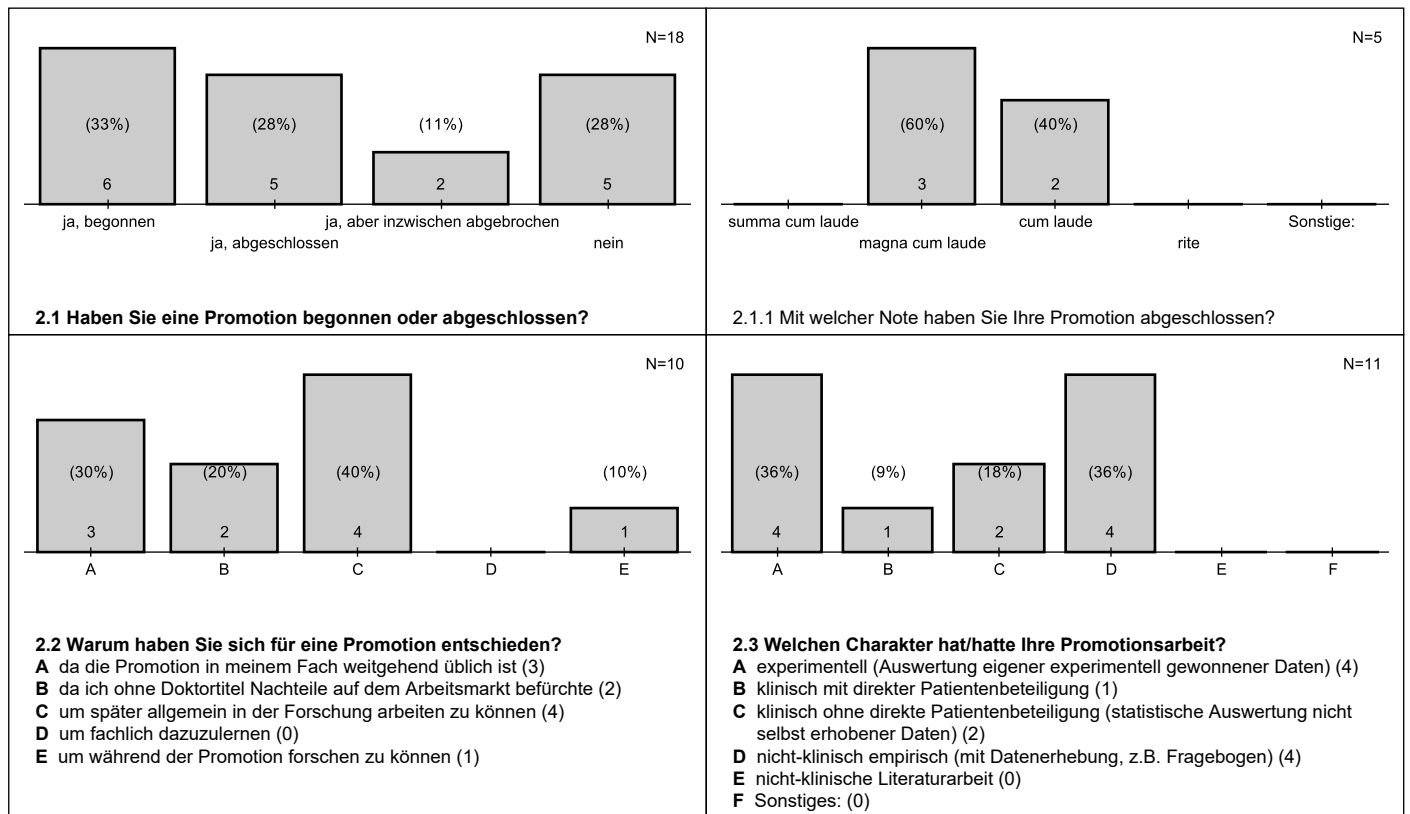 N=18
(33%)
(28%)
(11%)
(28%)
6
5
2
5
ja, begonnen
ja, aber inzwischen abgebrochen
ja, abgeschlossen
nein
2.1 Haben Sie eine Promotion begonnen oder abgeschlossen?
N=5
(60%)
(40%)
3
2
summa cum laude
cum laude
Sonstige:
magna cum laude
rite
2.1.1 Mit welcher Note haben Sie Ihre Promotion abgeschlossen?
N=10
(30%)
(20%)
(40%)
(10%)
3
2
4
1
A
B
C
D
E
2.2 Warum haben Sie sich für eine Promotion entschieden?
A da die Promotion in meinem Fach weitgehend üblich ist (3)
B da ich ohne Doktortitel Nachteile auf dem Arbeitsmarkt befürchte (2)
C um später allgemein in der Forschung arbeiten zu können (4)
D um fachlich dazuzulernen (0)
E um während der Promotion forschen zu können (1)
N=11
(36%)
(9%)
(18%)
(36%)
4
1
2
4
A
B
C
D
E
F
2.3 Welchen Charakter hat/hatte Ihre Promotionsarbeit?
A experimentell (Auswertung eigener experimentell gewonnener Daten) (4)
B klinisch mit direkter Patientenbeteiligung (1)
C klinisch ohne direkte Patientenbeteiligung (statistische Auswertung nicht
selbst erhobener Daten) (2)
D nicht-klinisch empirisch (mit Datenerhebung, z.B. Fragebogen) (4)
E nicht-klinische Literaturarbeit (0)
F Sonstiges: (0)